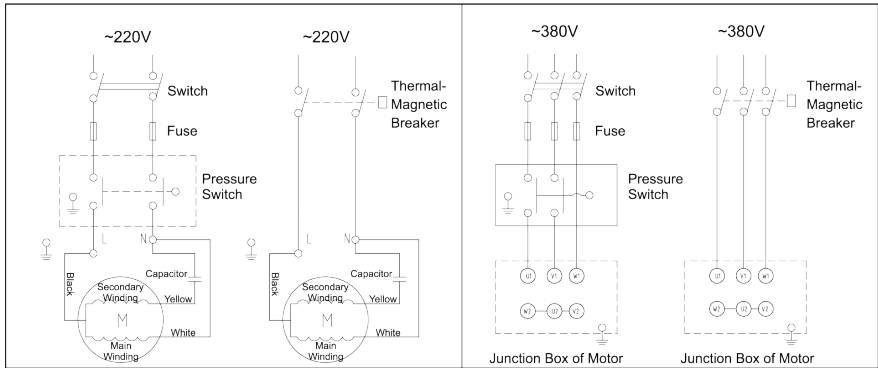 ~220V
Switch
Fuse
Pressure
Switch
L
N
Black
Capacitor
Secondary
Winding
Yellow
M
White
Main
Winding
~220V
Thermal-
Magnetic
Breaker
L
N
Black
Capacitor
Secondary
Winding
Yellow
M
White
Main
Winding
~380V
Switch
Fuse
Pressure
Switch
U1 V1 W1
W2 U2 V2
Junction Box of Motor
~380V
Thermal-
Magnetic
Breaker
U1 V1 W1
W2 U2 V2
Junction Box of Motor